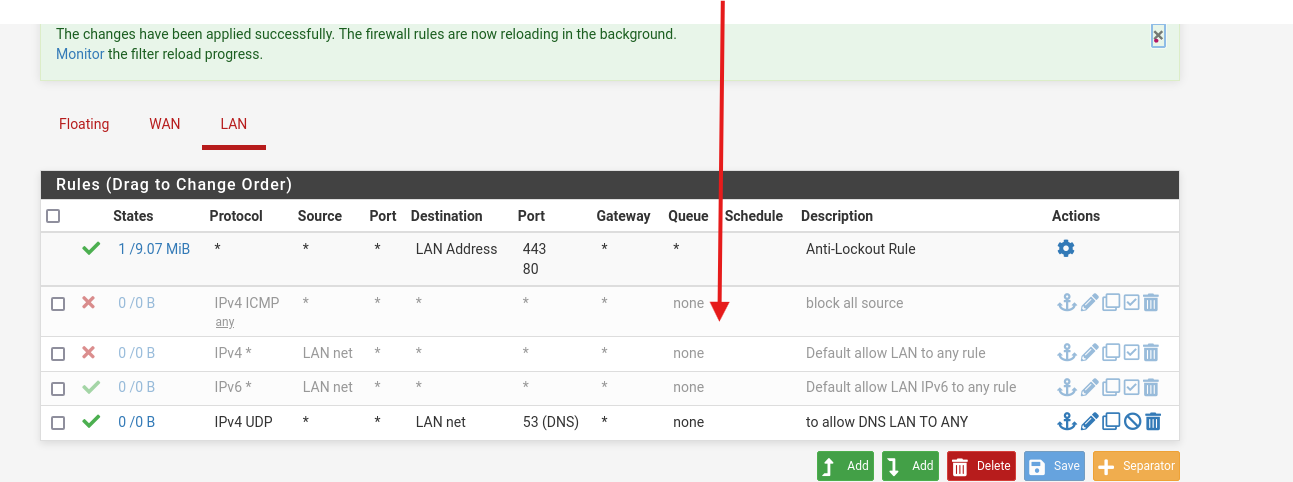 The changes have been applied successfully. The firewall rules are now reloading in the background.
Monitor the filter reload progress.
Floating WAN LAN
Rules (Drag to Change Order)
States Protocol Source Port Destination Port Gateway Queue Schedule Description Actions
1 /9.07 MiB * * * LAN Address 443 * * Anti-Lockout Rule
80
0 /0 B IPv4 ICMP * * * * * none block all source
any
0 /0 B IPv4 * LAN net * * * * none Default allow LAN to any rule
0 /0 B IPv6 * LAN net * * * * none Default allow LAN IPv6 to any rule
0 /0 B IPv4 UDP * * LAN net 53 (DNS) * none to allow DNS LAN TO ANY
Add Add Delete Save Separator